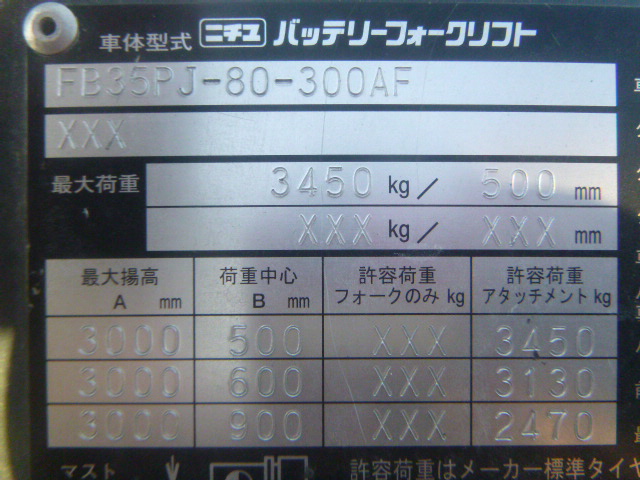 車体型式 ニチユ バッテリーフォークリフト
FB35PJ-80-300AF
XXX
最大荷重 3450 kg/ 500 mm
XXX kg/ XXX mm
最大揚高 荷重中心 許容荷重 許容荷重
A mm B mm フォークのみ kg アタッチメント kg
3000 500 XXX 3450
3000 600 XXX 3130
3000 900 XXX 2470
マスト 許容荷重はメーカー標準タイヤ